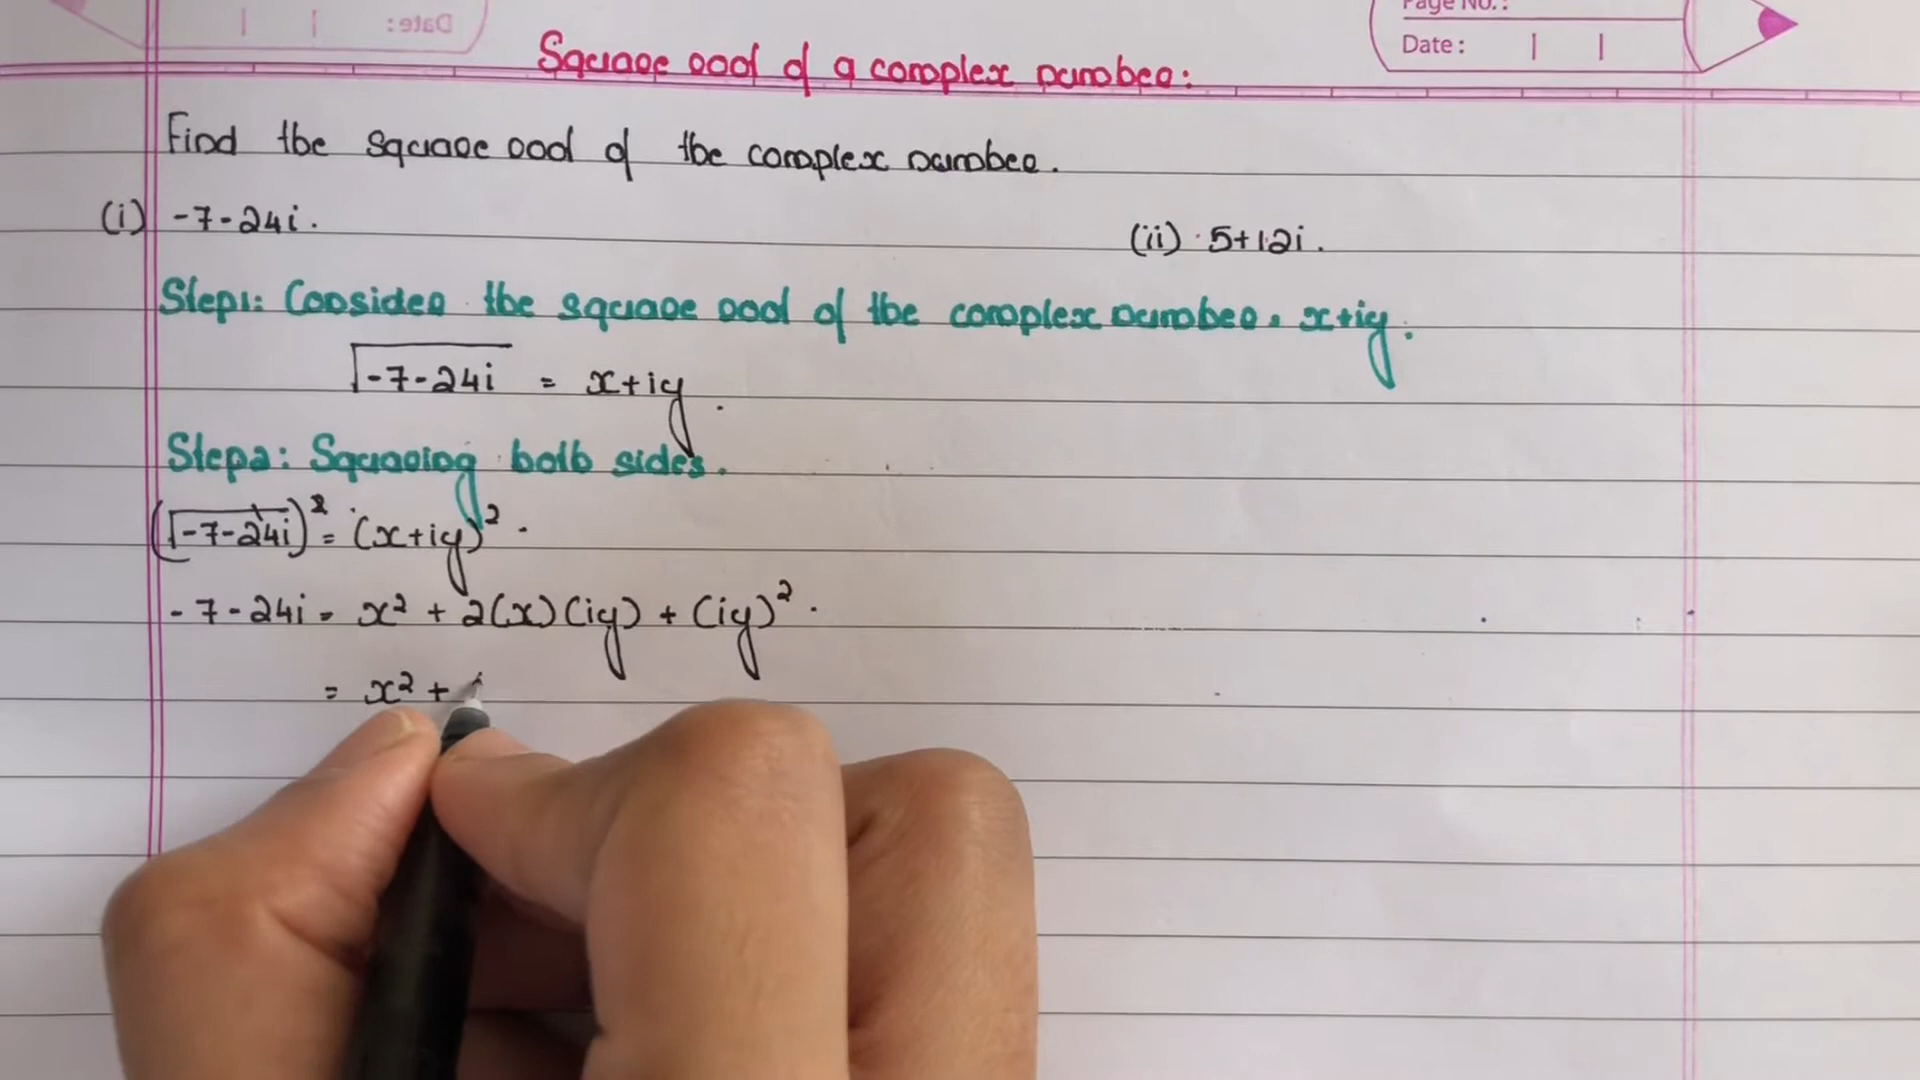 Page No.:
Date:
Date:
Square root of a complex number:
Find the square root of the complex number.
(i) -7-24i.
(ii) 5+12i.
Step1: Consider the square root of the complex number, x+iy.
√-7-24i = x+iy.
Step2: Squaring both sides.
(√-7-24i)² = (x+iy)².
-7-24i = x² + 2(x)(iy) + (iy)².
= x² +